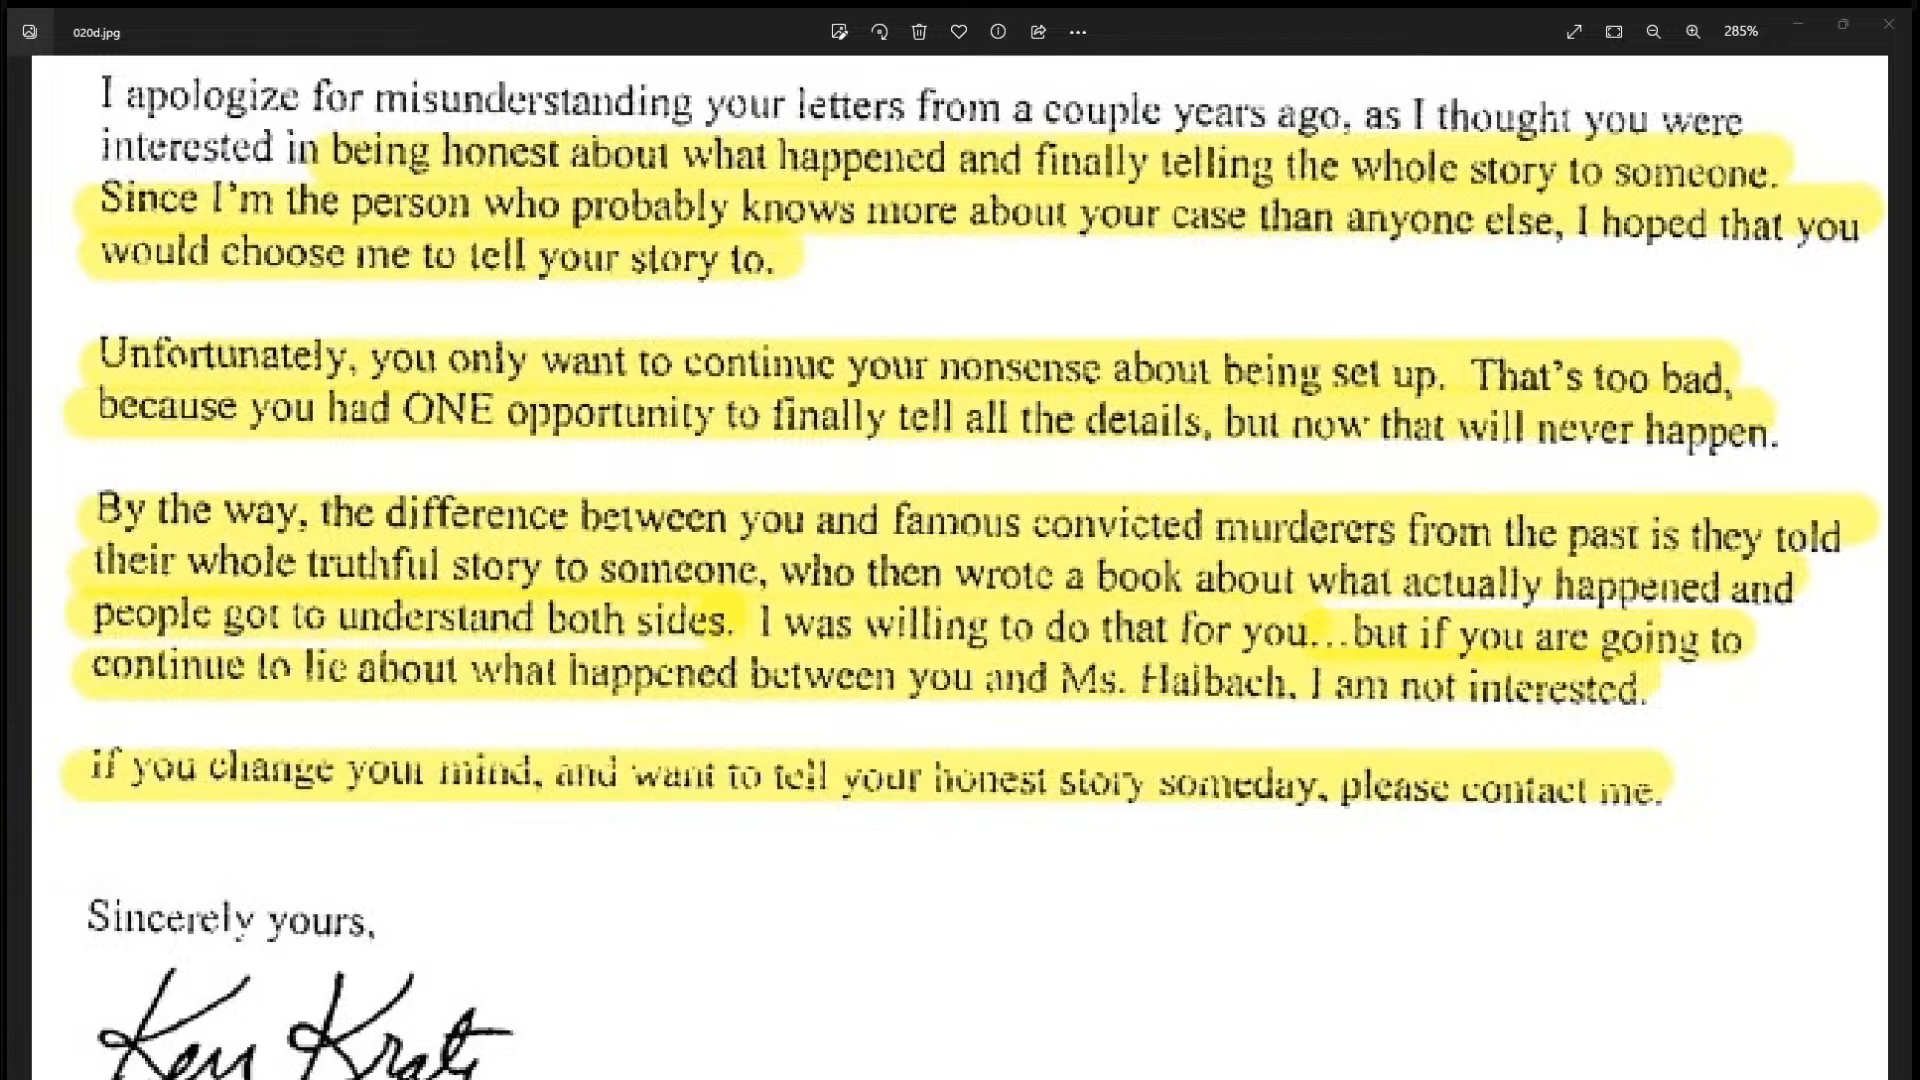 020d.jpg
285%
I apologize for misunderstanding your letters from a couple years ago, as I thought you were
interested in being honest about what happened and finally telling the whole story to someone.
Since I'm the person who probably knows more about your case than anyone else, I hoped that you
would choose me to tell your story to.
Unfortunately, you only want to continue your nonsense about being set up. That's too bad,
because you had ONE opportunity to finally tell all the details, but now that will never happen.
By the way, the difference between you and famous convicted murderers from the past is they told
their whole truthful story to someone, who then wrote a book about what actually happened and
people got to understand both sides. I was willing to do that for you...but if you are going to
continue to lie about what happened between you and Ms. Halbach, I am not interested.
if you change your mind, and want to tell your honest story someday, please contact me.
Sincerely yours,
Ken Kratz